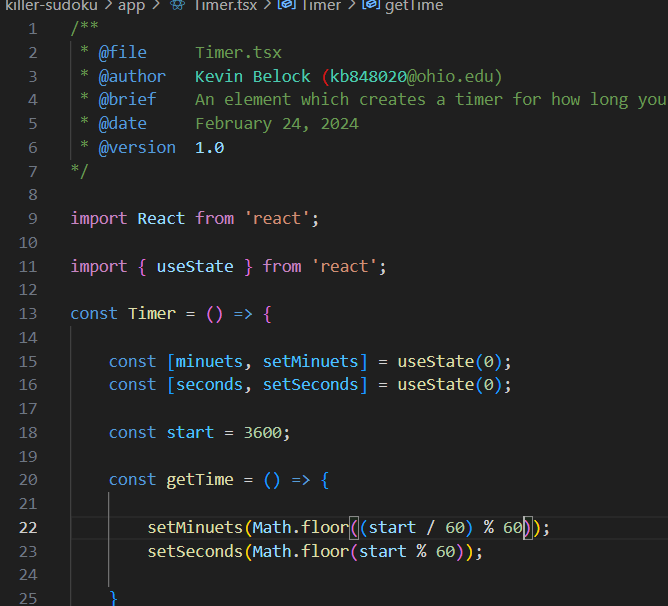 killer-sudoku > app > Timer.tsx > Timer > getTime
1 /**
2 * @file Timer.tsx
3 * @author Kevin Belock (kb848020@ohio.edu)
4 * @brief An element which creates a timer for how long you
5 * @date February 24, 2024
6 * @version 1.0
7 */
8
9 import React from 'react';
10
11 import { useState } from 'react';
12
13 const Timer = () => {
14
15 const [minuets, setMinuets] = useState(0);
16 const [seconds, setSeconds] = useState(0);
17
18 const start = 3600;
19
20 const getTime = () => {
21
22 setMinuets(Math.floor((start / 60) % 60));
23 setSeconds(Math.floor(start % 60));
24
25 }